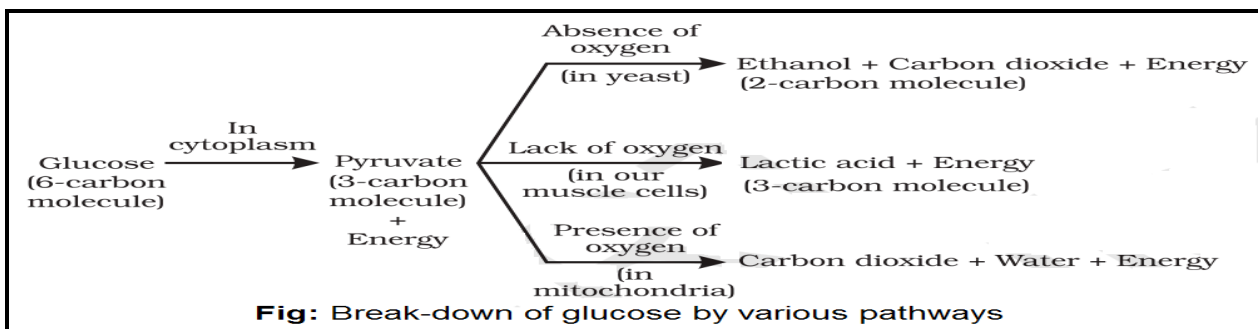 Absence of
oxygen
(in yeast)
Ethanol + Carbon dioxide + Energy
(2-carbon molecule)
In
cytoplasm
Glucose
(6-carbon
molecule)
Pyruvate
(3-carbon
molecule)
+
Energy
Lack of oxygen
(in our
muscle cells)
Lactic acid + Energy
(3-carbon molecule)
Presence of
oxygen
(in
mitochondria)
Carbon dioxide + Water + Energy
Fig: Break-down of glucose by various pathways